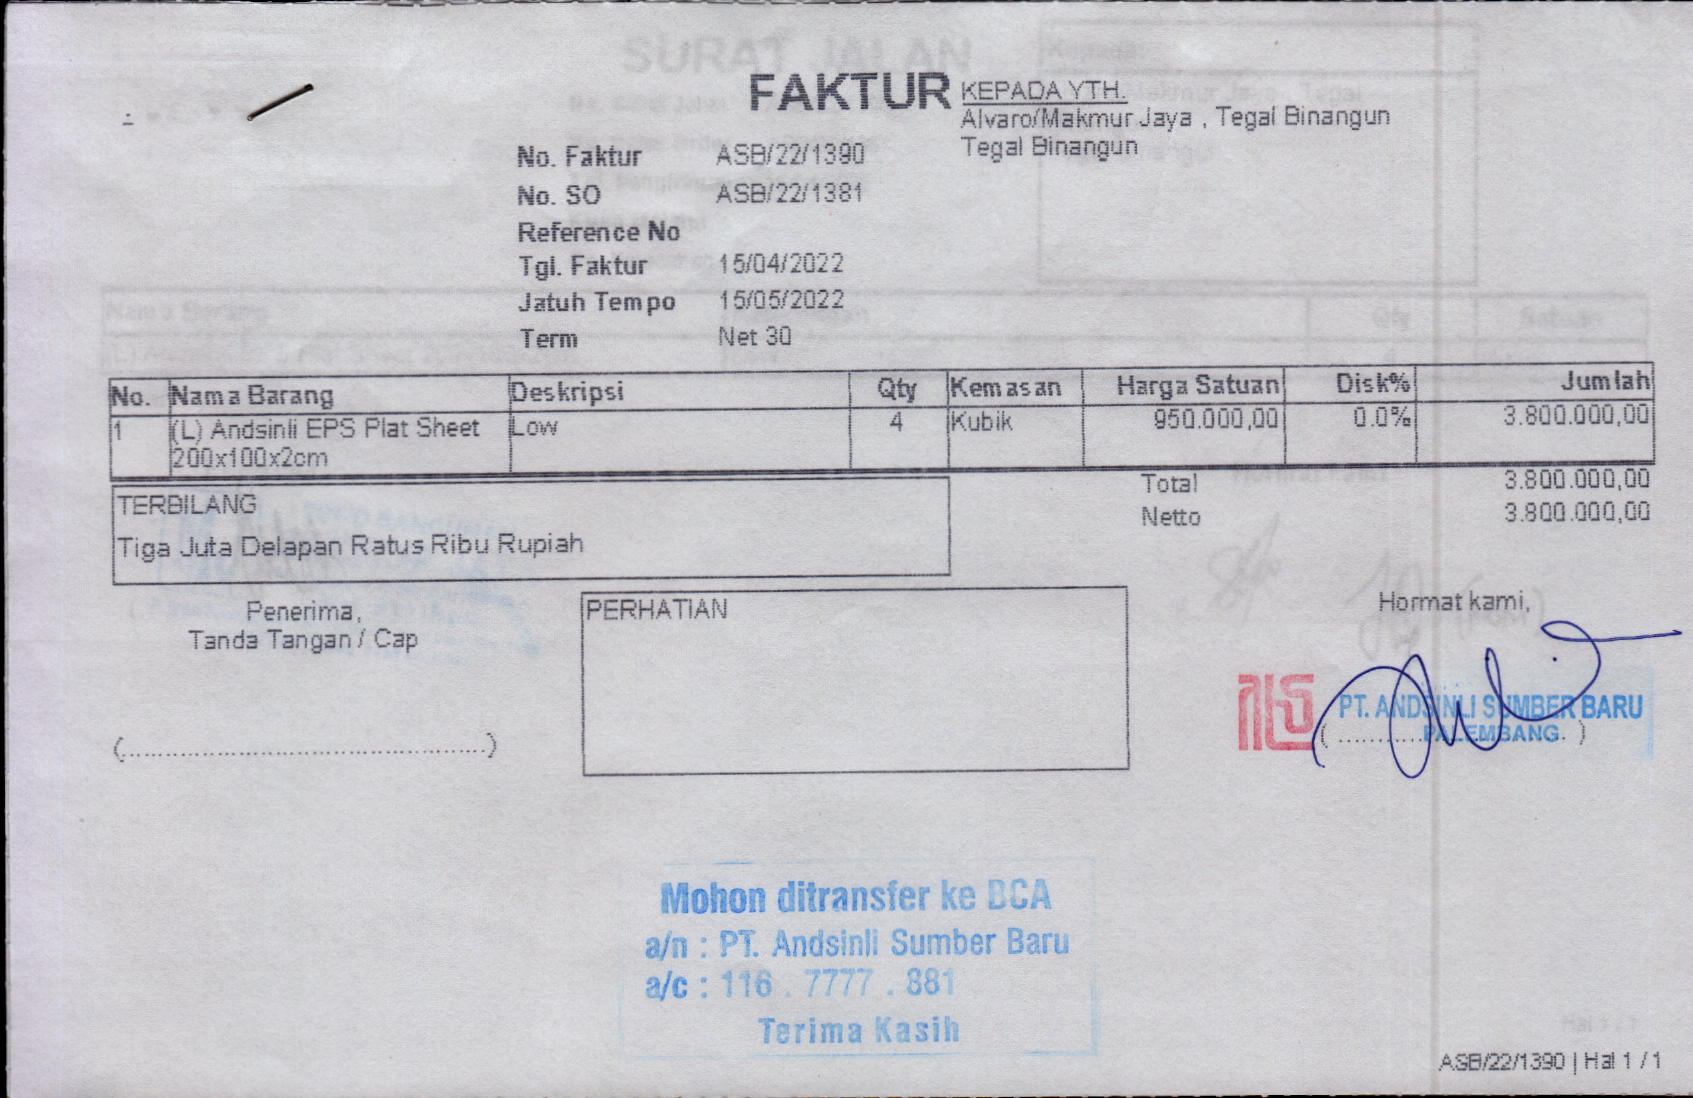 FAKTUR
KEPADA YTH.
Alvaro/Makmur Jaya , Tegal Binangun
Tegal Binangun
No. Faktur ASB/22/1390
No. SO ASB/22/1381
Reference No
Tgl. Faktur 15/04/2022
Jatuh Tempo 15/05/2022
Term Net 30
No. Nama Barang Deskripsi Qty Kemasan Harga Satuan Disk% Jumlah
1 (L) Andsinli EPS Plat Sheet Low 4 Kubik 950.000,00 0.0% 3.800.000,00
200x100x2cm
Total 3.800.000,00
Netto 3.800.000,00
TERBILANG
Tiga Juta Delapan Ratus Ribu Rupiah
Penerima,
Tanda Tangan / Cap
(...............................................)
PERHATIAN
Hormat kami,
PT. ANDSINLI SUMBER BARU
PALEMBANG
Mohon ditransfer ke BCA
a/n : PT. Andsinli Sumber Baru
a/c : 116 . 7777 . 881
Terima Kasih
ASB/22/1390 | Hal 1 / 1
SURAT JALAN